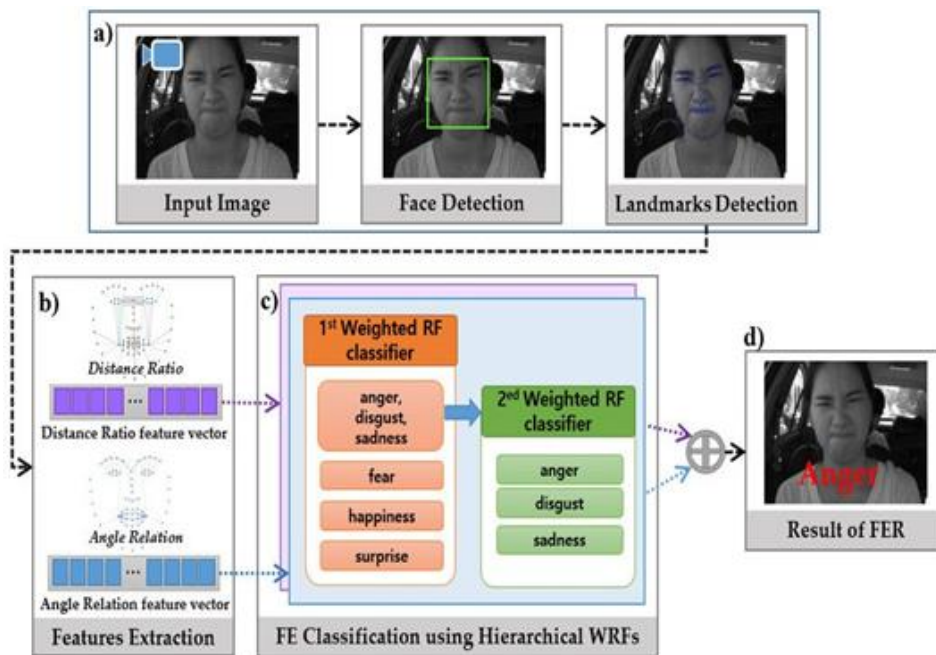 a)
Input Image
Face Detection
Landmarks Detection
b)
Distance Ratio
...
Distance Ratio feature vector
Angle Relation
...
Angle Relation feature vector
Features Extraction
c)
1st Weighted RF
classifier
anger,
disgust,
sadness
fear
happiness
surprise
2ed Weighted RF
classifier
anger
disgust
sadness
FE Classification using Hierarchical WRFs
d)
Anger
Result of FER